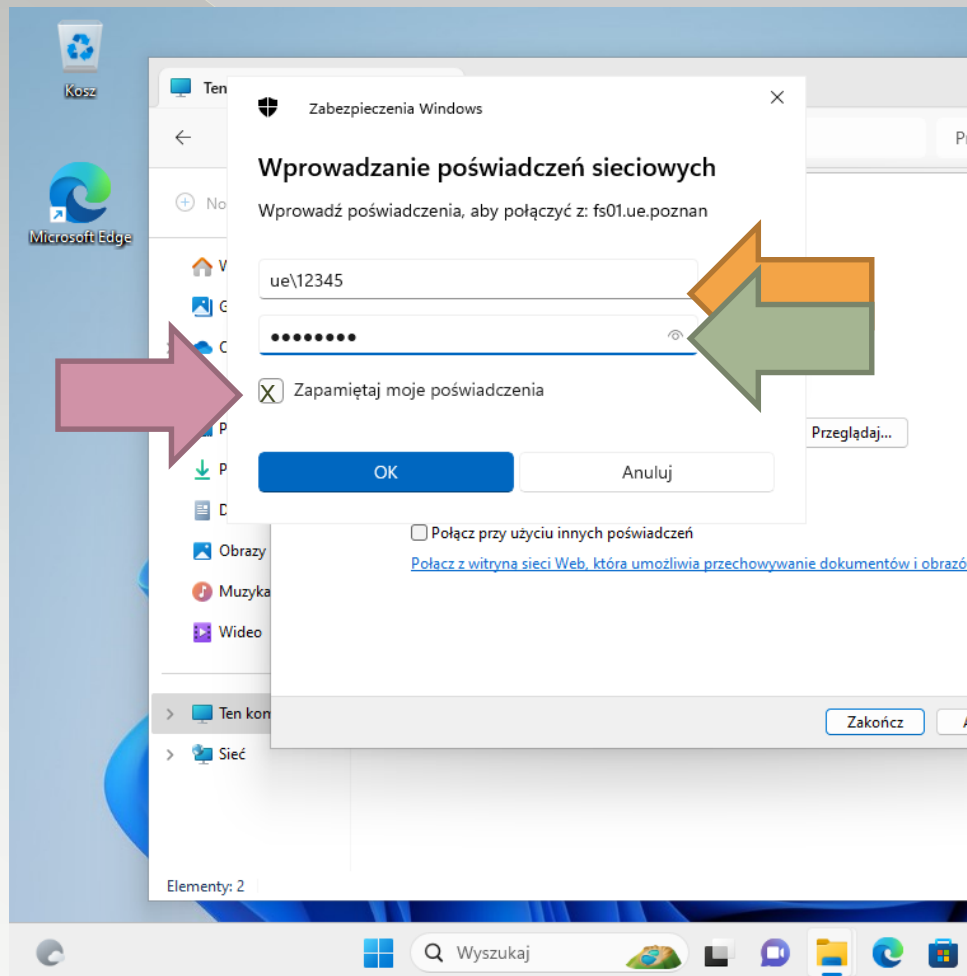 Kosz
Microsoft Edge
Ten
Zabezpieczenia Windows
Wprowadzanie poświadczeń sieciowych
Wprowadź poświadczenia, aby połączyć z: fs01.ue.poznan
ue\12345
••••••••
X Zapamiętaj moje poświadczenia
OK
Anuluj
Przeglądaj...
Połącz przy użyciu innych poświadczeń
Połącz z witryną sieci Web, która umożliwia przechowywanie dokumentów i obrazó
No
Obrazy
Muzyka
Wideo
Ten kom
Sieć
Zakończ
Elementy: 2
Wyszukaj